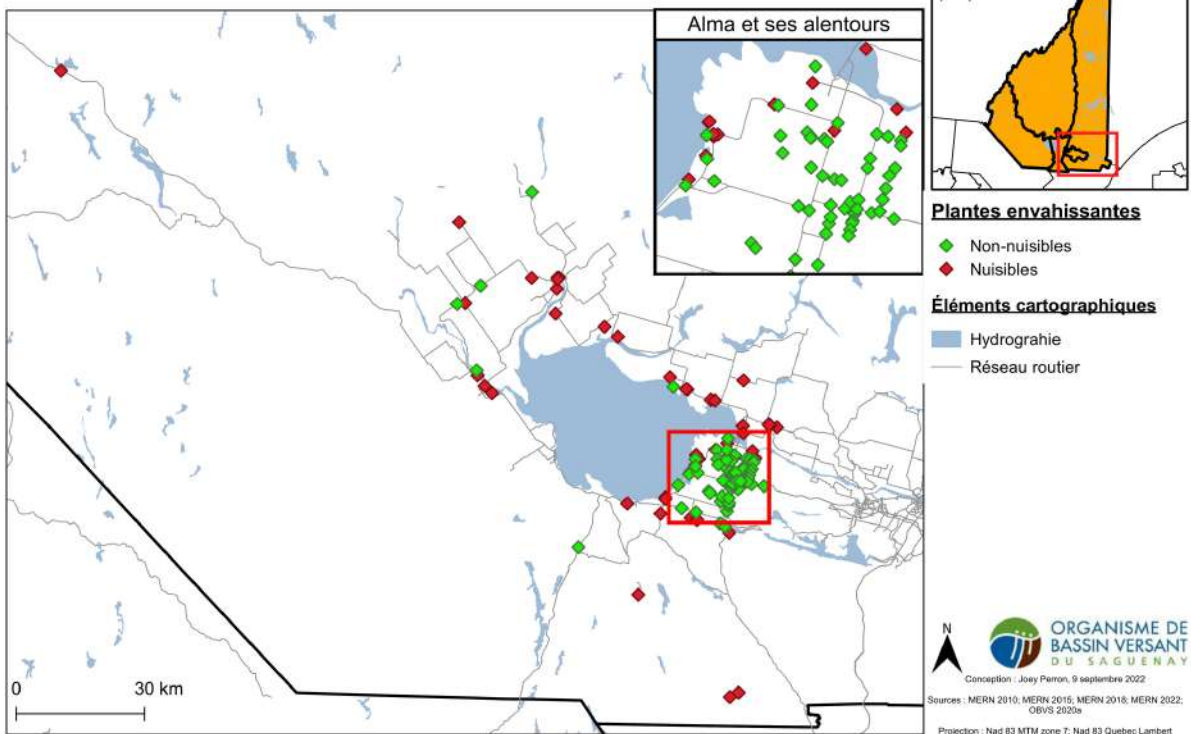 Alma et ses alentours
0 30 km
Plantes envahissantes
Non-nuisibles
Nuisibles
Éléments cartographiques
Hydrograhie
Réseau routier
N
ORGANISME DE
BASSIN VERSANT
DU SAGUENAY
Conception : Joey Perron, 9 septembre 2022
Sources : MERN 2010; MERN 2015; MERN 2018; MERN 2022;
OBVS 2020a
Projection : Nad 83 MTM zone 7; Nad 83 Quebec Lambert